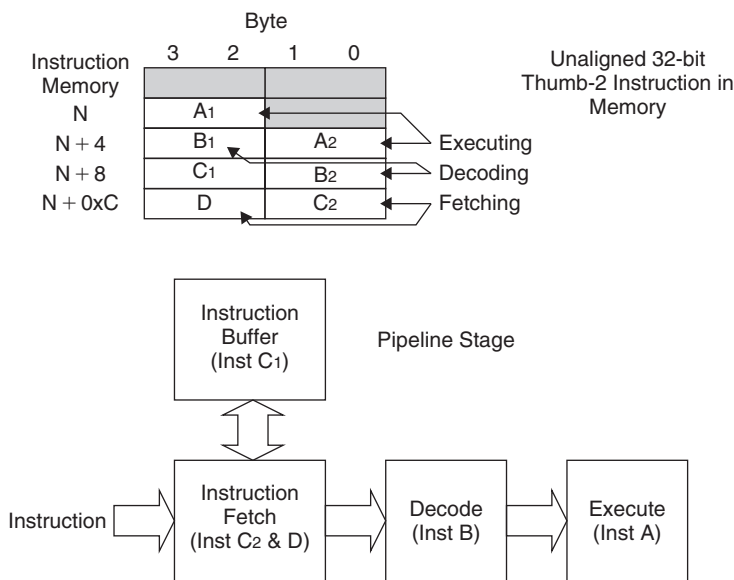 Byte
3 2 1 0
Instruction
Memory
Unaligned 32-bit
Thumb-2 Instruction in
Memory
N A1
N + 4 B1 A2 Executing
N + 8 C1 B2 Decoding
N + 0xC D C2 Fetching
Instruction
Buffer
(Inst C1)
Pipeline Stage
Instruction
Instruction
Fetch
(Inst C2 & D)
Decode
(Inst B)
Execute
(Inst A)